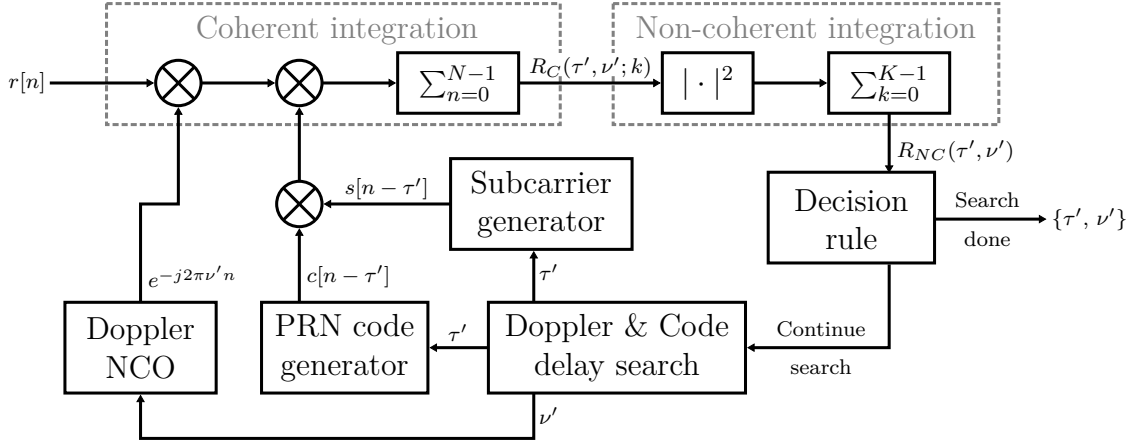 Coherent integration
Non-coherent integration
r[n]
∑_{n=0}^{N−1}
R_C(τ′, ν′; k)
| · |²
∑_{k=0}^{K−1}
R_{NC}(τ′, ν′)
s[n − τ′]
Subcarrier
generator
Decision
rule
Search
done
{τ′, ν′}
e^{−j2πν′n}
c[n − τ′]
τ′
Doppler
NCO
PRN code
generator
τ′
Doppler & Code
delay search
Continue
search
ν′